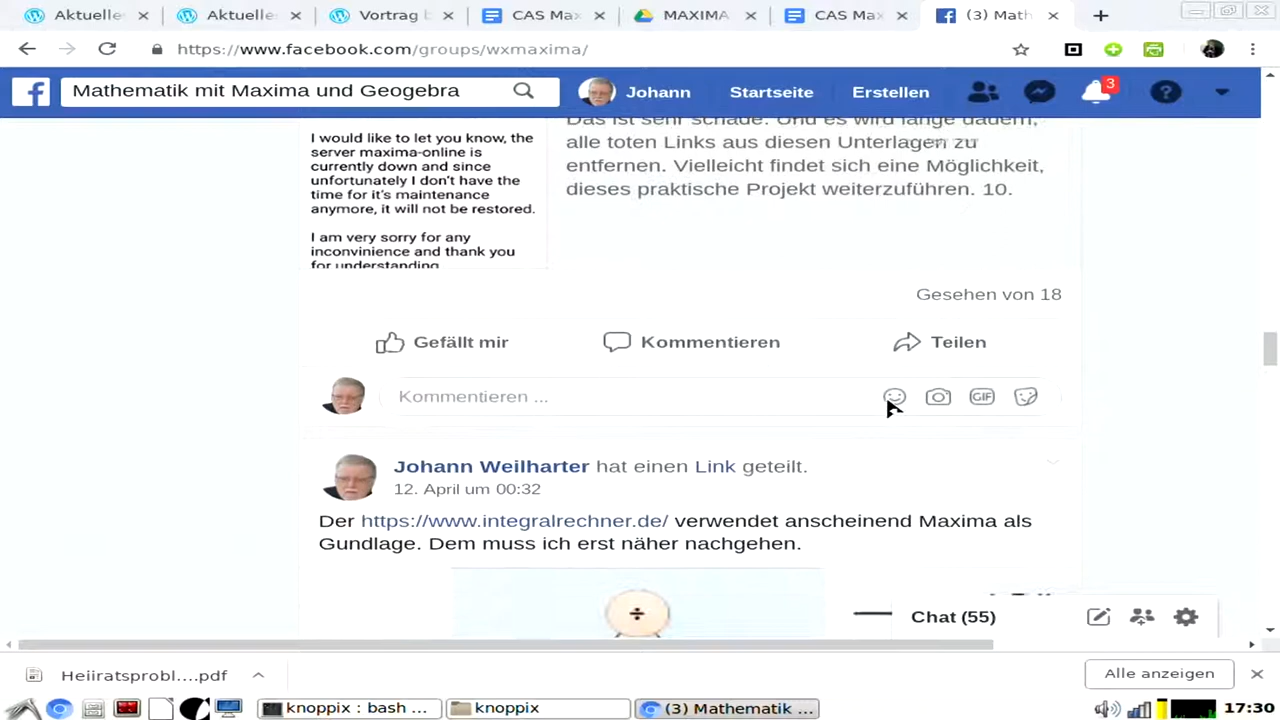 Aktuelle
Aktuelle
Vortrag b
CAS Max
MAXIMA
CAS Max
(3) Math
https://www.facebook.com/groups/wxmaxima/
Mathematik mit Maxima und Geogebra
Johann
Startseite
Erstellen
3
I would like to let you know, the
server maxima-online is
currently down and since
unfortunately I don't have the
time for it's maintenance
anymore, it will not be restored.
I am very sorry for any
inconvinience and thank you
for understanding
Das ist sehr schade. Und es wird lange dauern,
alle toten Links aus diesen Unterlagen zu
entfernen. Vielleicht findet sich eine Möglichkeit,
dieses praktische Projekt weiterzuführen. 10.
Gesehen von 18
Gefällt mir
Kommentieren
Teilen
Kommentieren ...
GIF
Johann Weilharter hat einen Link geteilt.
12. April um 00:32
Der https://www.integralrechner.de/ verwendet anscheinend Maxima als
Gundlage. Dem muss ich erst näher nachgehen.
÷
Chat (55)
Heiiratsprobl....pdf
Alle anzeigen
knoppix : bash ...
knoppix
(3) Mathematik ...
17:30